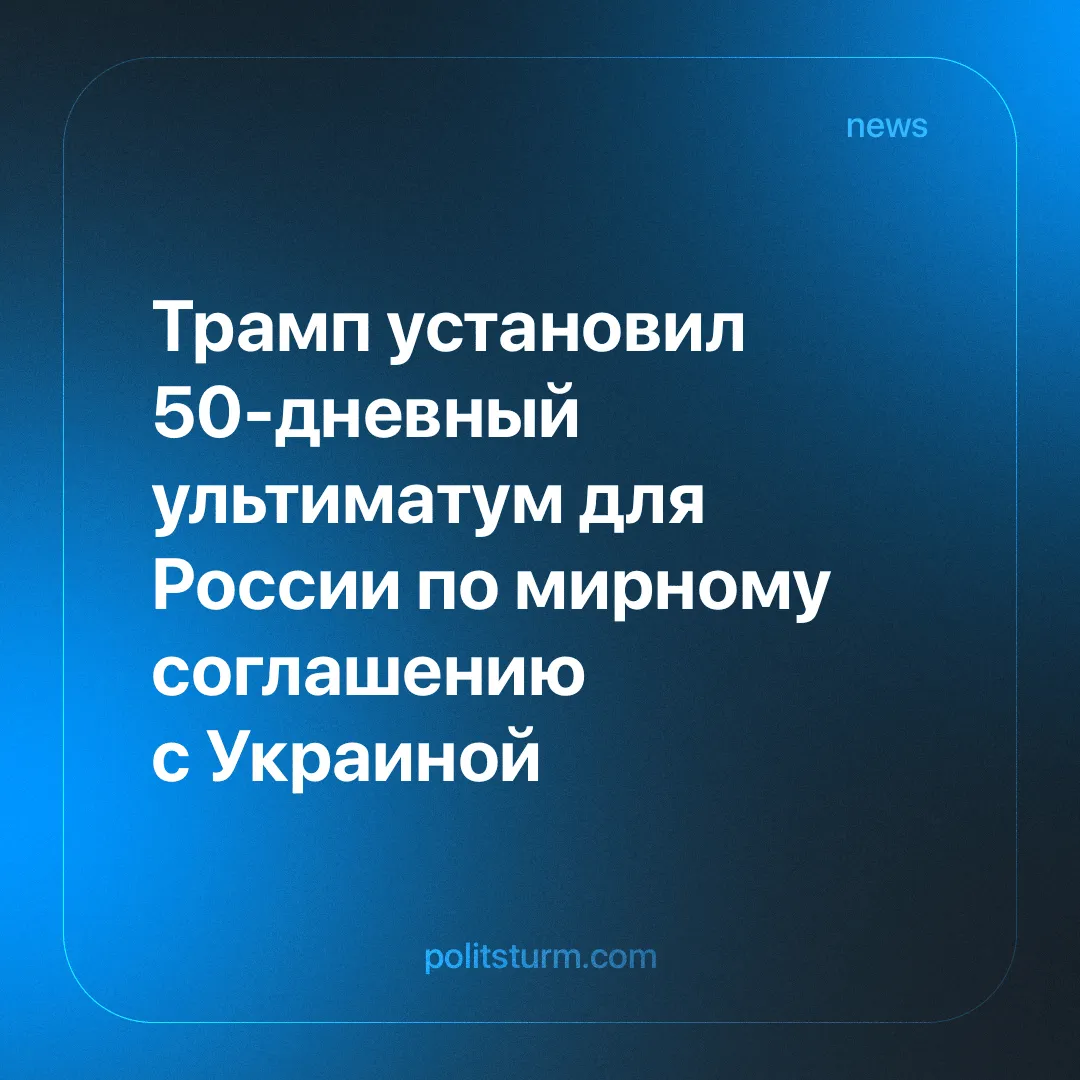 news
Трамп установил
50-дневный
ультиматум для
России по мирному
соглашению
с Украиной
politsturm.com